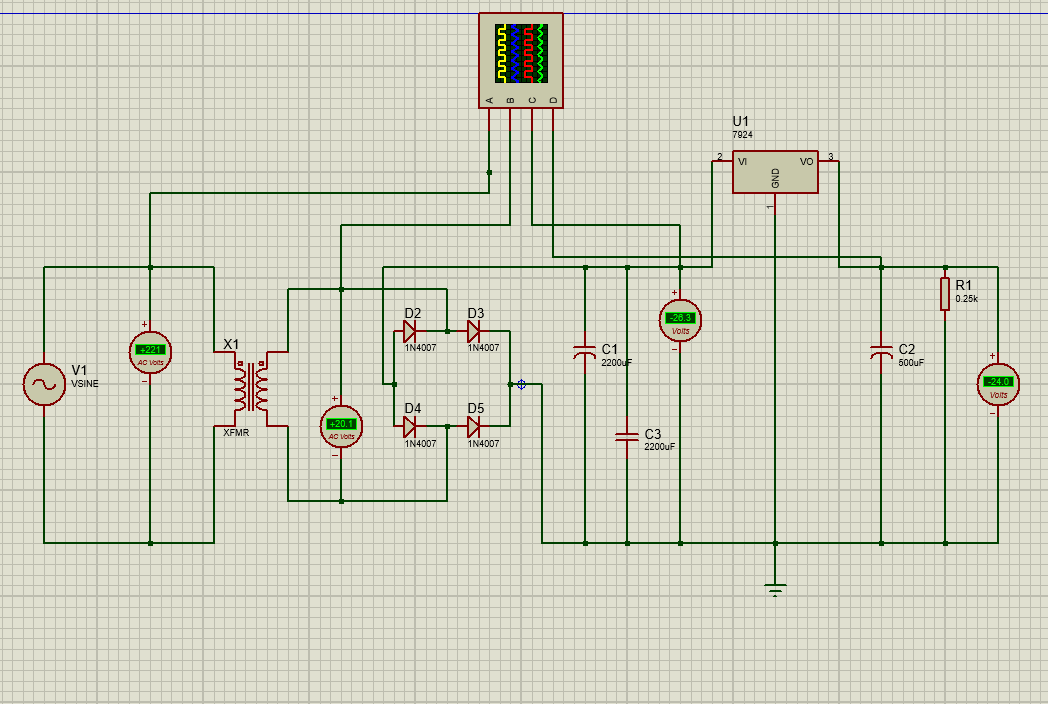 A B C D
U1
7924
2 VI VO 3
GND
1
D2 D3
1N4007 1N4007
R1
0.25k
+
-26.3
Volts
+
+221
AC Volts
X1
C1
2200uF
C2
500uF
V1
VSINE
+
-24.0
Volts
+
+20.1
AC Volts
D4 D5
1N4007 1N4007
XFMR
C3
2200uF